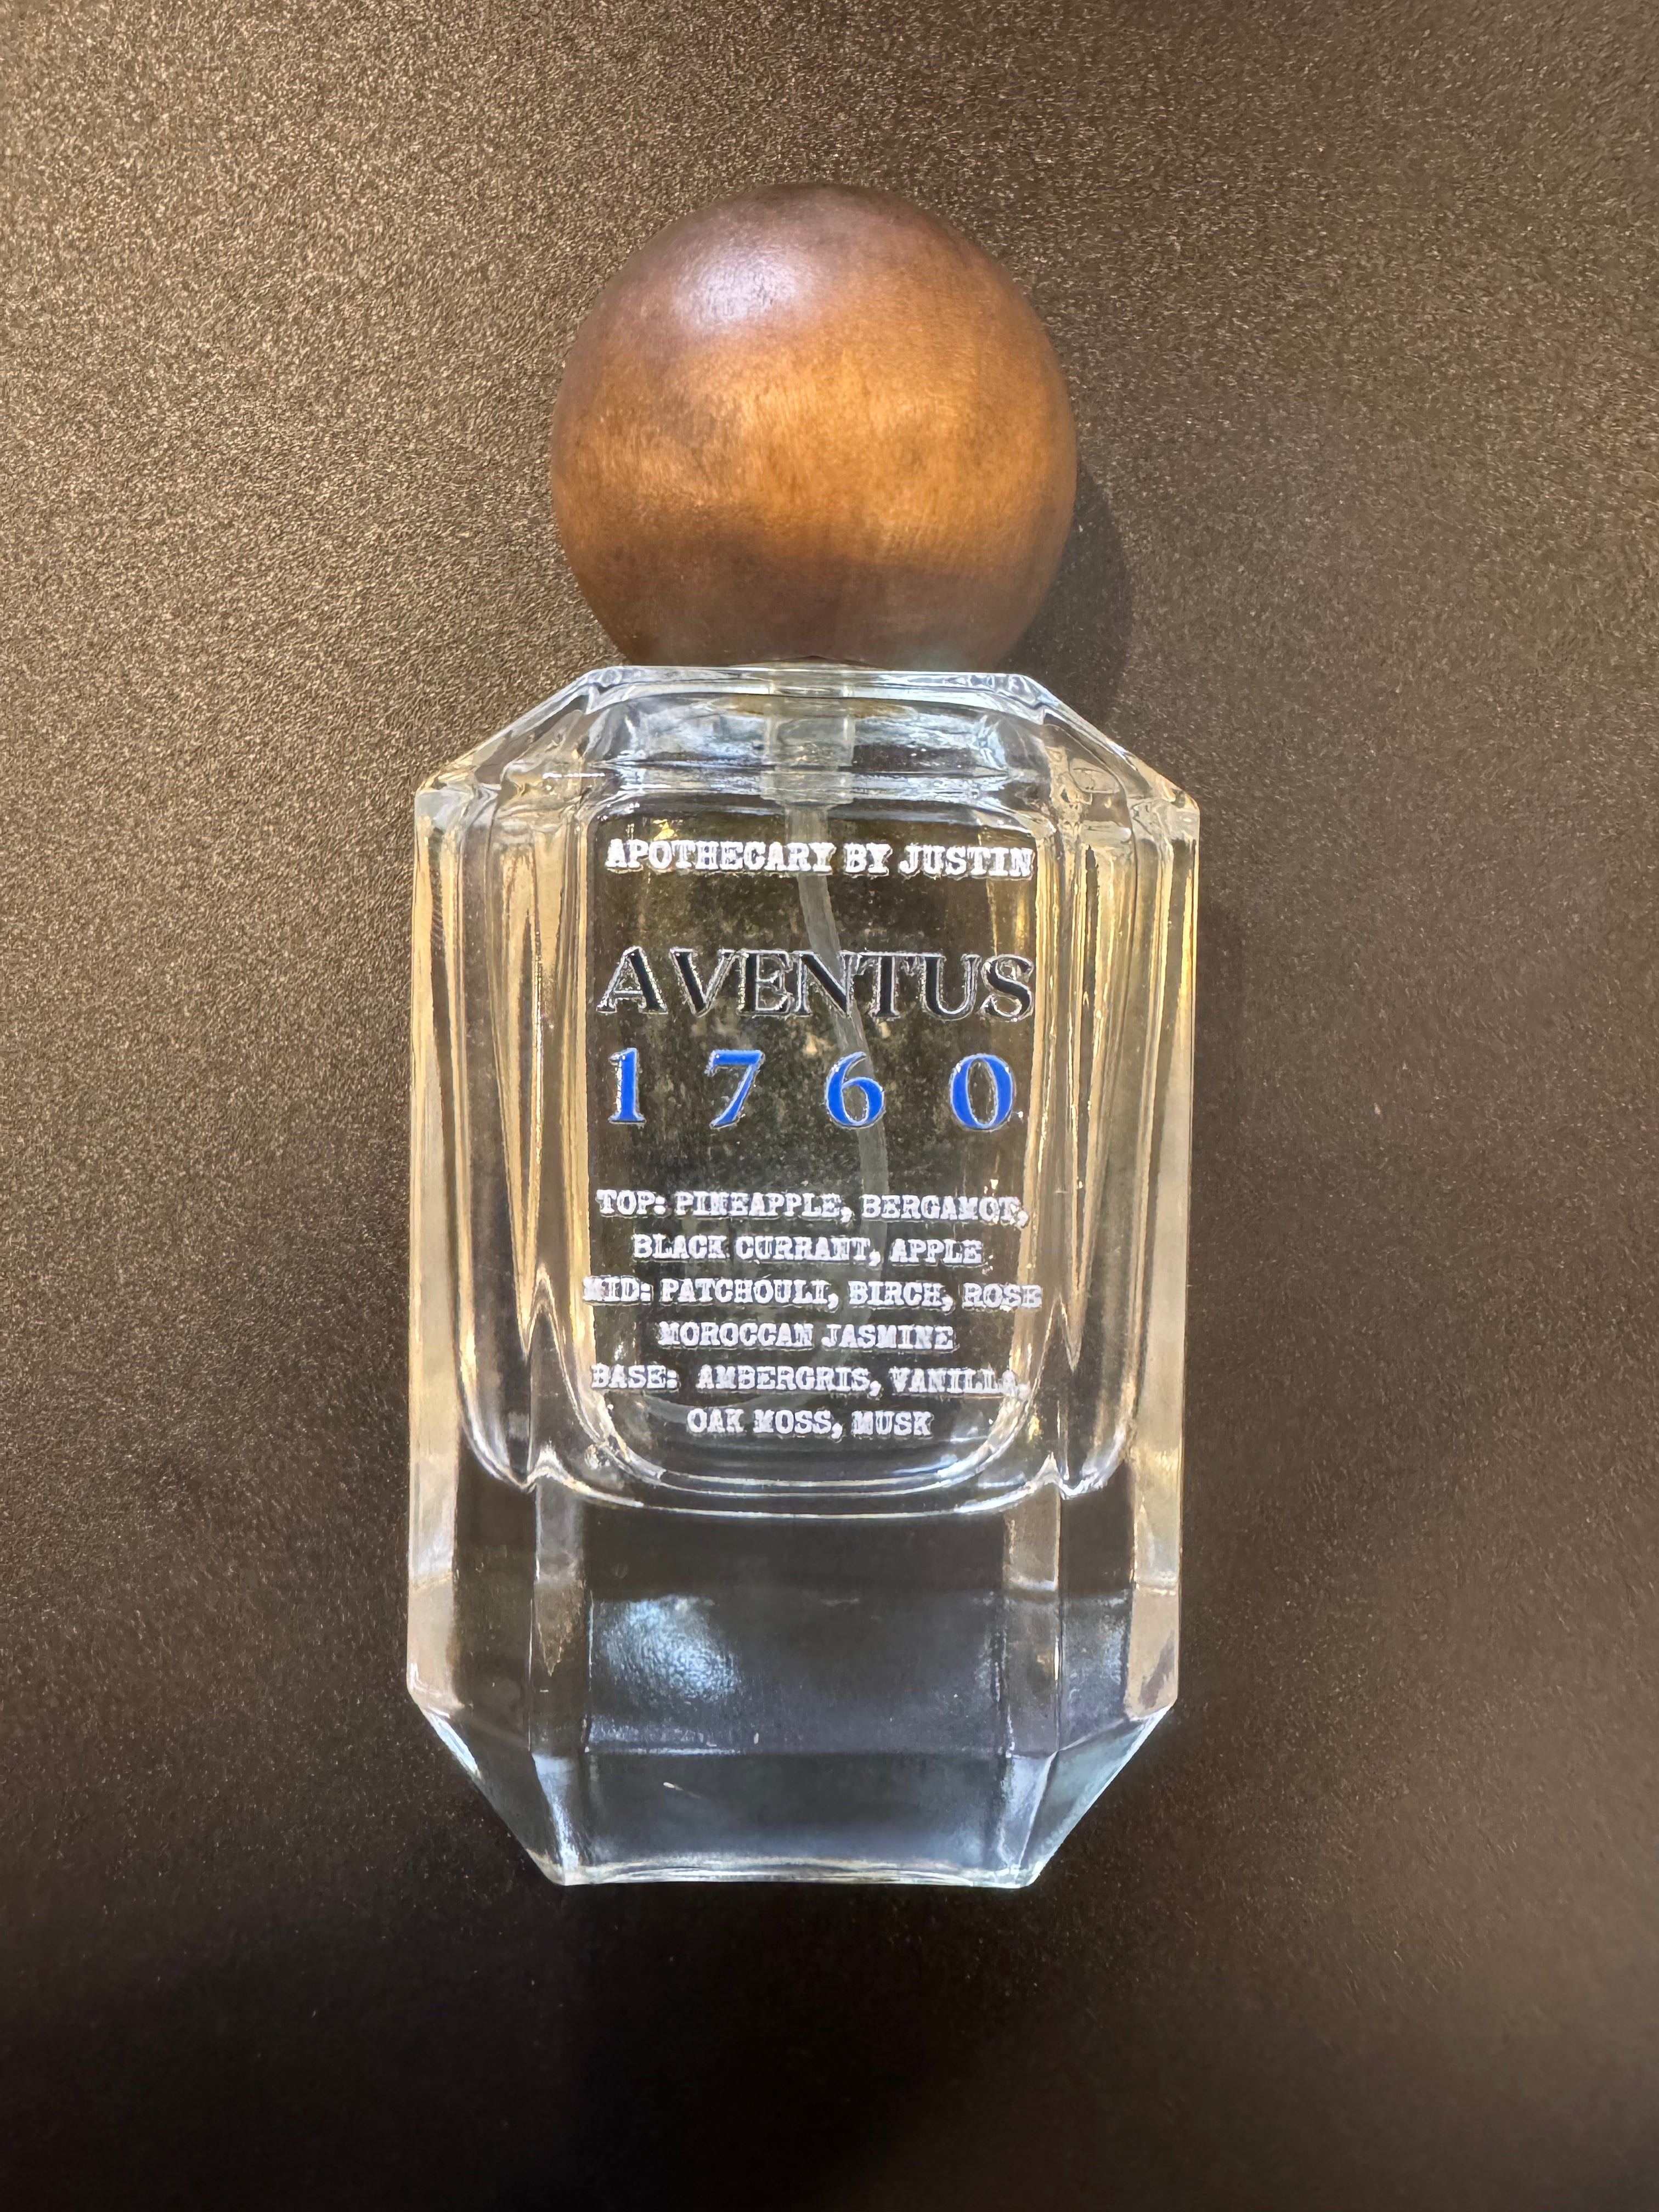 APOTHECARY BY JUSTIN
AVENTUS
1760
TOP: PINEAPPLE, BERGAMOT,
BLACK CURRANT, APPLE
MID: PATCHOULI, BIRCH, ROSE
MOROCCAN JASMINE
BASE: AMBERGRIS, VANILLA,
OAK MOSS, MUSK